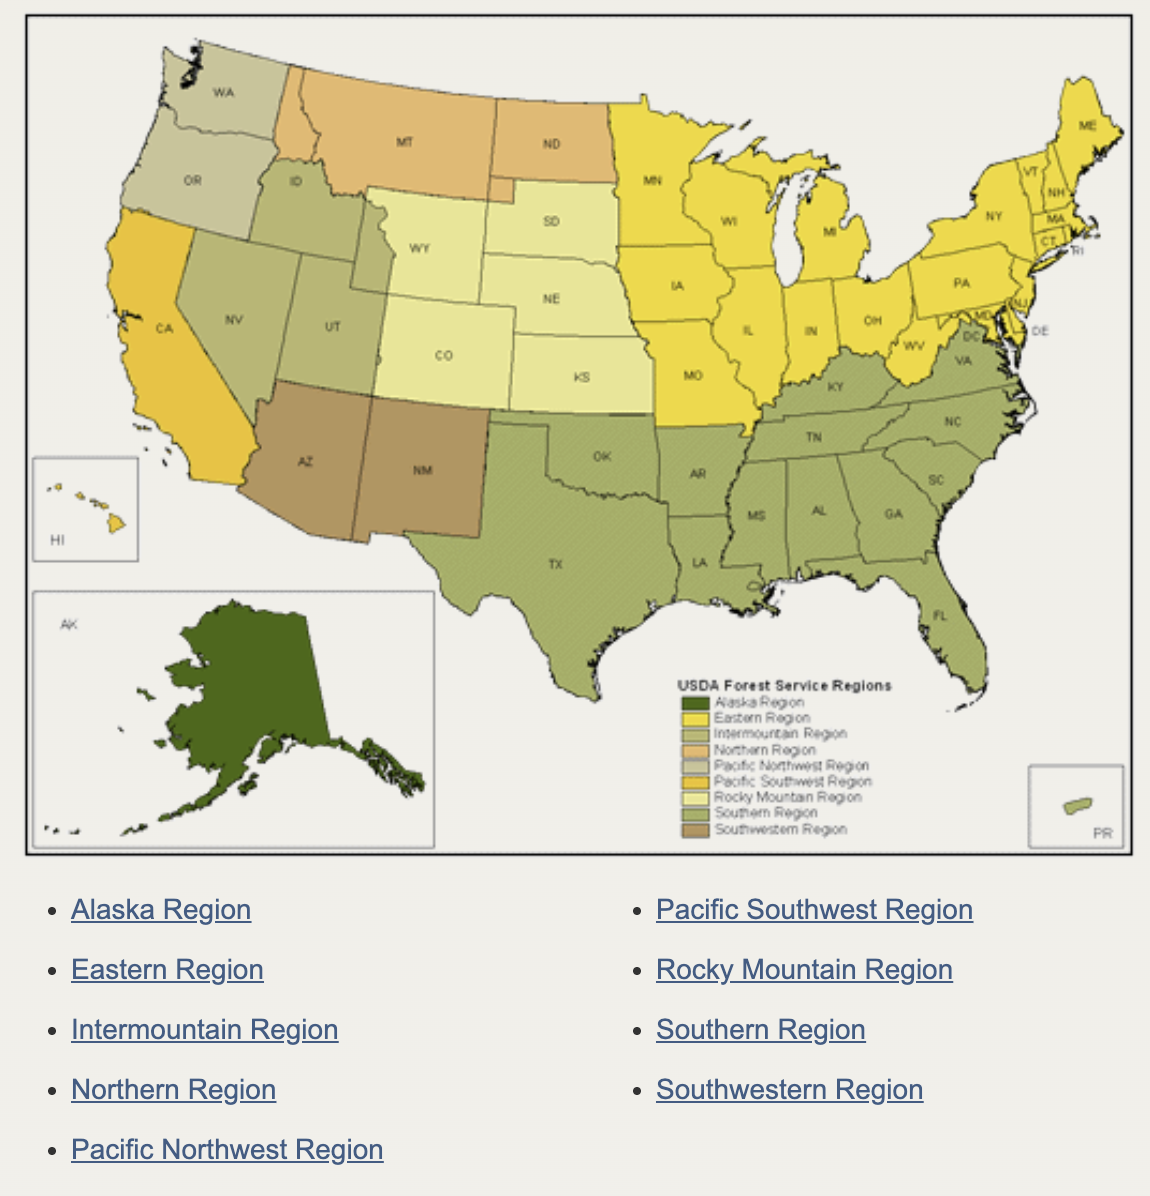 WA
ME
MT
ND
OR
ID
MN
VT
NH
SD
WI
NY
MA
MI
CT
RI
WY
IA
PA
NE
NJ
CA
NV
UT
IL
IN
OH
MD
DE
WV
DC
CO
VA
KS
MO
KY
NC
TN
AZ
NM
OK
AR
SC
MS
AL
GA
HI
TX
LA
FL
AK
USDA Forest Service Regions
Alaska Region
Eastern Region
Intermountain Region
Northern Region
Pacific Northwest Region
Pacific Southwest Region
Rocky Mountain Region
Southern Region
Southwestern Region
PR
Alaska Region
Eastern Region
Intermountain Region
Northern Region
Pacific Northwest Region
Pacific Southwest Region
Rocky Mountain Region
Southern Region
Southwestern Region